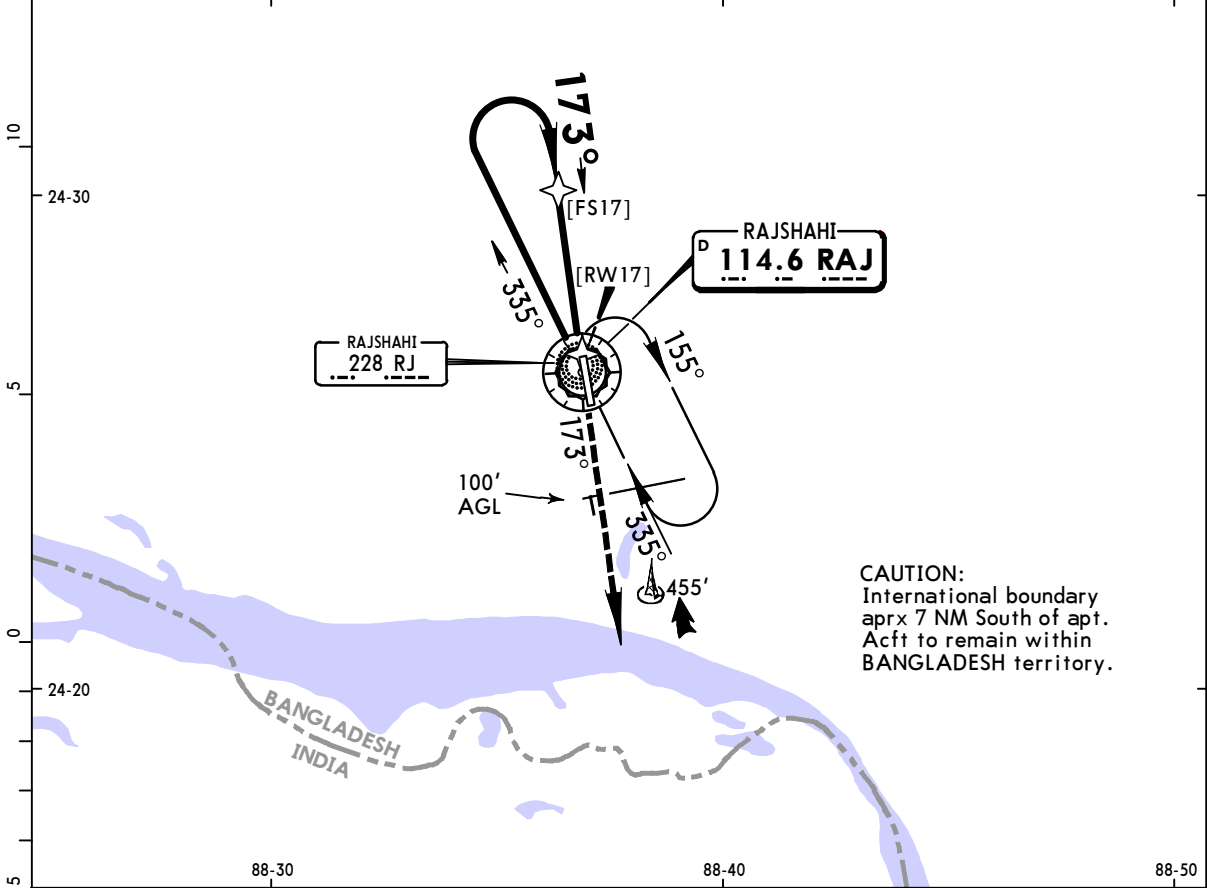 173°
10
24-30
[FS17]
RAJSHAHI
D 114.6 RAJ
[RW17]
335°
155°
RAJSHAHI
228 RJ
5
173°
100'
AGL
335°
455'
CAUTION:
International boundary
aprx 7 NM South of apt.
Acft to remain within
BANGLADESH territory.
0
24-20
BANGLADESH
INDIA
5
88-30
88-40
88-50